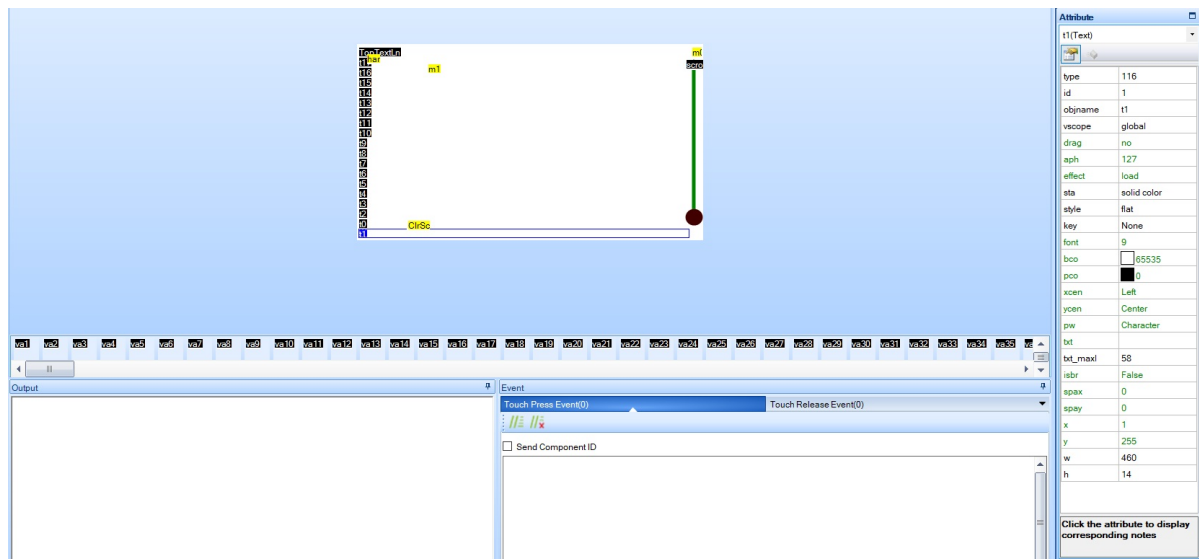 Attribute
t1(Text)
type 116
id 1
objname t1
vscope global
drag no
aph 127
effect load
sta solid color
style flat
key None
font 9
bco 65535
pco 0
xcen Left
ycen Center
pw Character
txt
txt_maxl 58
isbr False
spax 0
spay 0
x 1
y 255
w 460
h 14
Click the attribute to display
corresponding notes
TopTextLn
har
m1
m0
scro
t16
t15
t14
t13
t12
t11
t10
t9
t8
t7
t6
t5
t4
t3
t2
t0
ClrSc
t1
va1 va2 va3 va4 va5 va6 va7 va8 va9 va10 va11 va12 va13 va14 va15 va16 va17 va18 va19 va20 va21 va22 va23 va24 va25 va26 va27 va28 va29 va30 va31 va32 va33 va34 va35
Output
Event
Touch Press Event(0) Touch Release Event(0)
Send Component ID